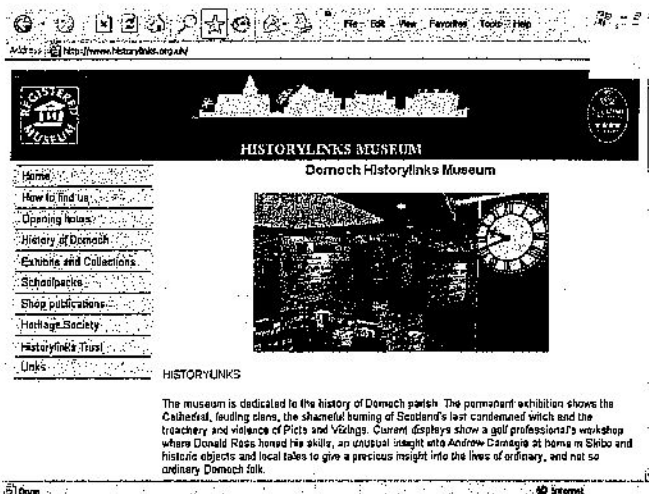 File Edit View Favorites Tools Help
Address http://www.historylinks.org.uk/
REGISTERED MUSEUM
HISTORYLINKS MUSEUM
Dornoch Historylinks Museum
Home
How to find us
Opening hours
History of Dornoch
Exhibits and Collections
Schoolpacks
Shop publications
Heritage Society
Historylinks Trust
Links
HISTORYLINKS
The museum is dedicated to the history of Dornoch parish. The permanent exhibition shows the
Cathedral, feuding clans, the shameful burning of Scotland's last condemned witch and the
treachery and violence of Picts and Vikings. Current displays show a golf professional's workshop
where Donald Ross honed his skills, an unusual insight into Andrew Carnegie at home in Skibo and
historic objects and local tales to give a precious insight into the lives of ordinary, and not so
ordinary Dornoch folk.
Internet